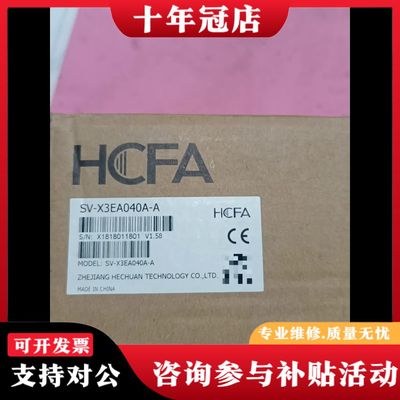 十年冠店
HCFA
SV-X3EA040A-A
HCFA
S/N: X1818011801 V1.58
CE
MODEL: SV-X3EA040A-A
ZHEJIANG HECHUAN TECHNOLOGY CO.,LTD.
MADE IN CHINA
专业维修.质量无忧
可开发票
支持对公
咨询参与补贴活动